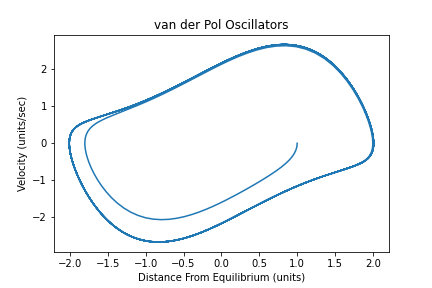 van der Pol Oscillators
Velocity (units/sec)
2
1
0
−1
−2
−2.0 −1.5 −1.0 −0.5 0.0 0.5 1.0 1.5 2.0
Distance From Equilibrium (units)